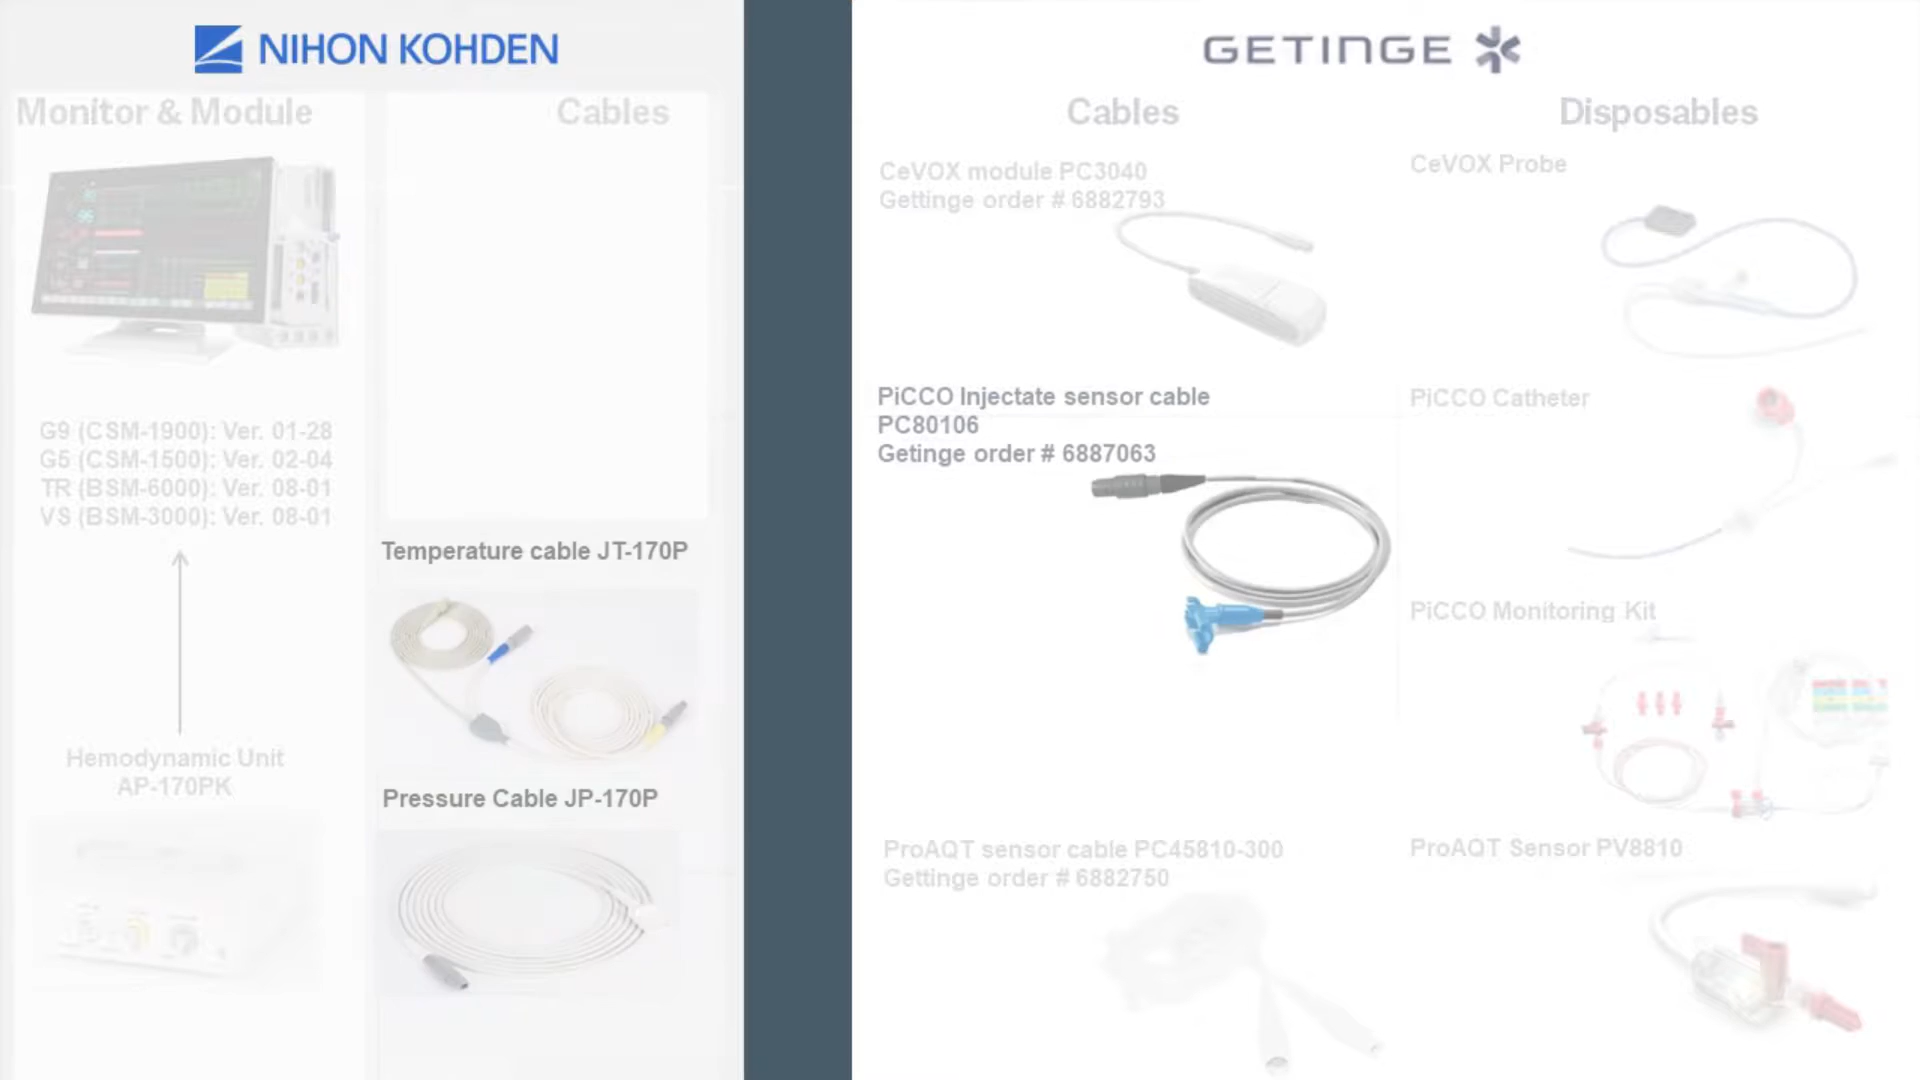 NIHON KOHDEN
Monitor & Module
Cables
G9 (CSM-1900): Ver. 01-28
G5 (CSM-1500): Ver. 02-04
TR (BSM-6000): Ver. 08-01
VS (BSM-3000): Ver. 08-01
Hemodynamic Unit
AP-170PK
Temperature cable JT-170P
Pressure Cable JP-170P
GETINGE
Cables
Disposables
CeVOX module PC3040
Gettinge order # 6882793
CeVOX Probe
PiCCO Injectate sensor cable
PC80106
Getinge order # 6887063
PiCCO Catheter
PiCCO Monitoring Kit
ProAQT sensor cable PC45810-300
Gettinge order # 6882750
ProAQT Sensor PV8810